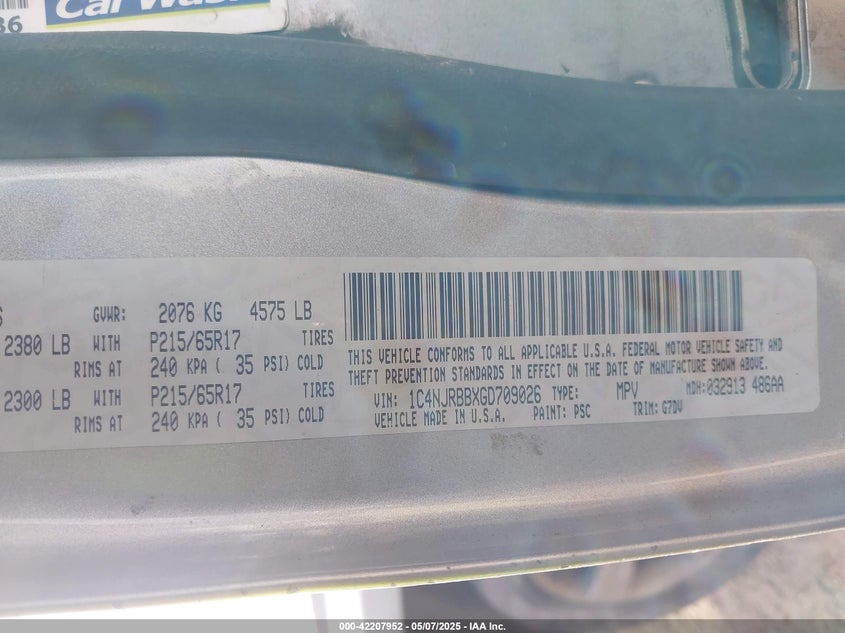 36
Car Wash
GVWR: 2076 KG 4575 LB
2380 LB WITH P215/65R17 TIRES
RIMS AT 240 KPA ( 35 PSI) COLD
2300 LB WITH P215/65R17 TIRES
RIMS AT 240 KPA ( 35 PSI) COLD
THIS VEHICLE CONFORMS TO ALL APPLICABLE U.S.A. FEDERAL MOTOR VEHICLE SAFETY AND
THEFT PREVENTION STANDARDS IN EFFECT ON THE DATE OF MANUFACTURE SHOWN ABOVE.
VIN: 1C4NJRBBXGD709026 TYPE: MPV MDH: 032913 486AA
VEHICLE MADE IN U.S.A. PAINT: PSC TRIM: G7DV
000-42207952 — 05/07/2025 — IAA Inc.